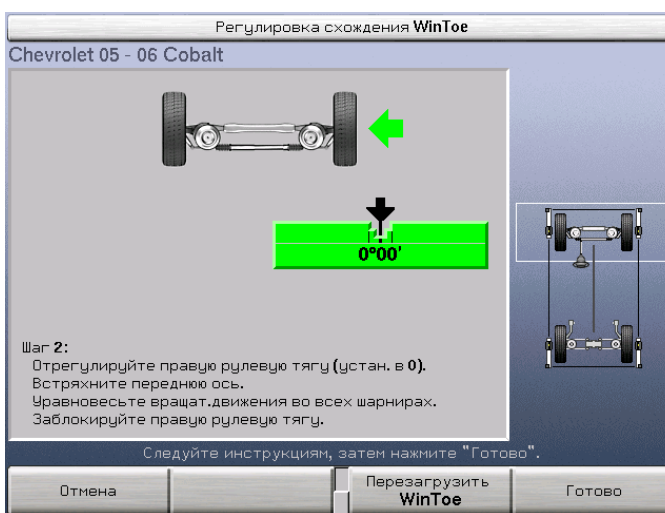 Регулировка схождения WinToe
Chevrolet 05 - 06 Cobalt
0°00'
Шаг 2:
Отрегулируйте правую рулевую тягу (устан. в 0).
Встряхните переднюю ось.
Уравновесьте вращат.движения во всех шарнирах.
Заблокируйте правую рулевую тягу.
Следуйте инструкциям, затем нажмите "Готово".
Отмена
Перезагрузить
WinToe
Готово